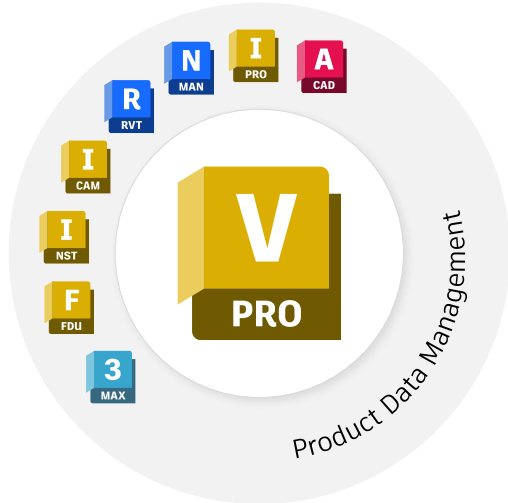 A
CAD
I
PRO
N
MAN
R
RVT
I
CAM
I
NST
F
FDU
3
MAX
V
PRO
Product Data Management